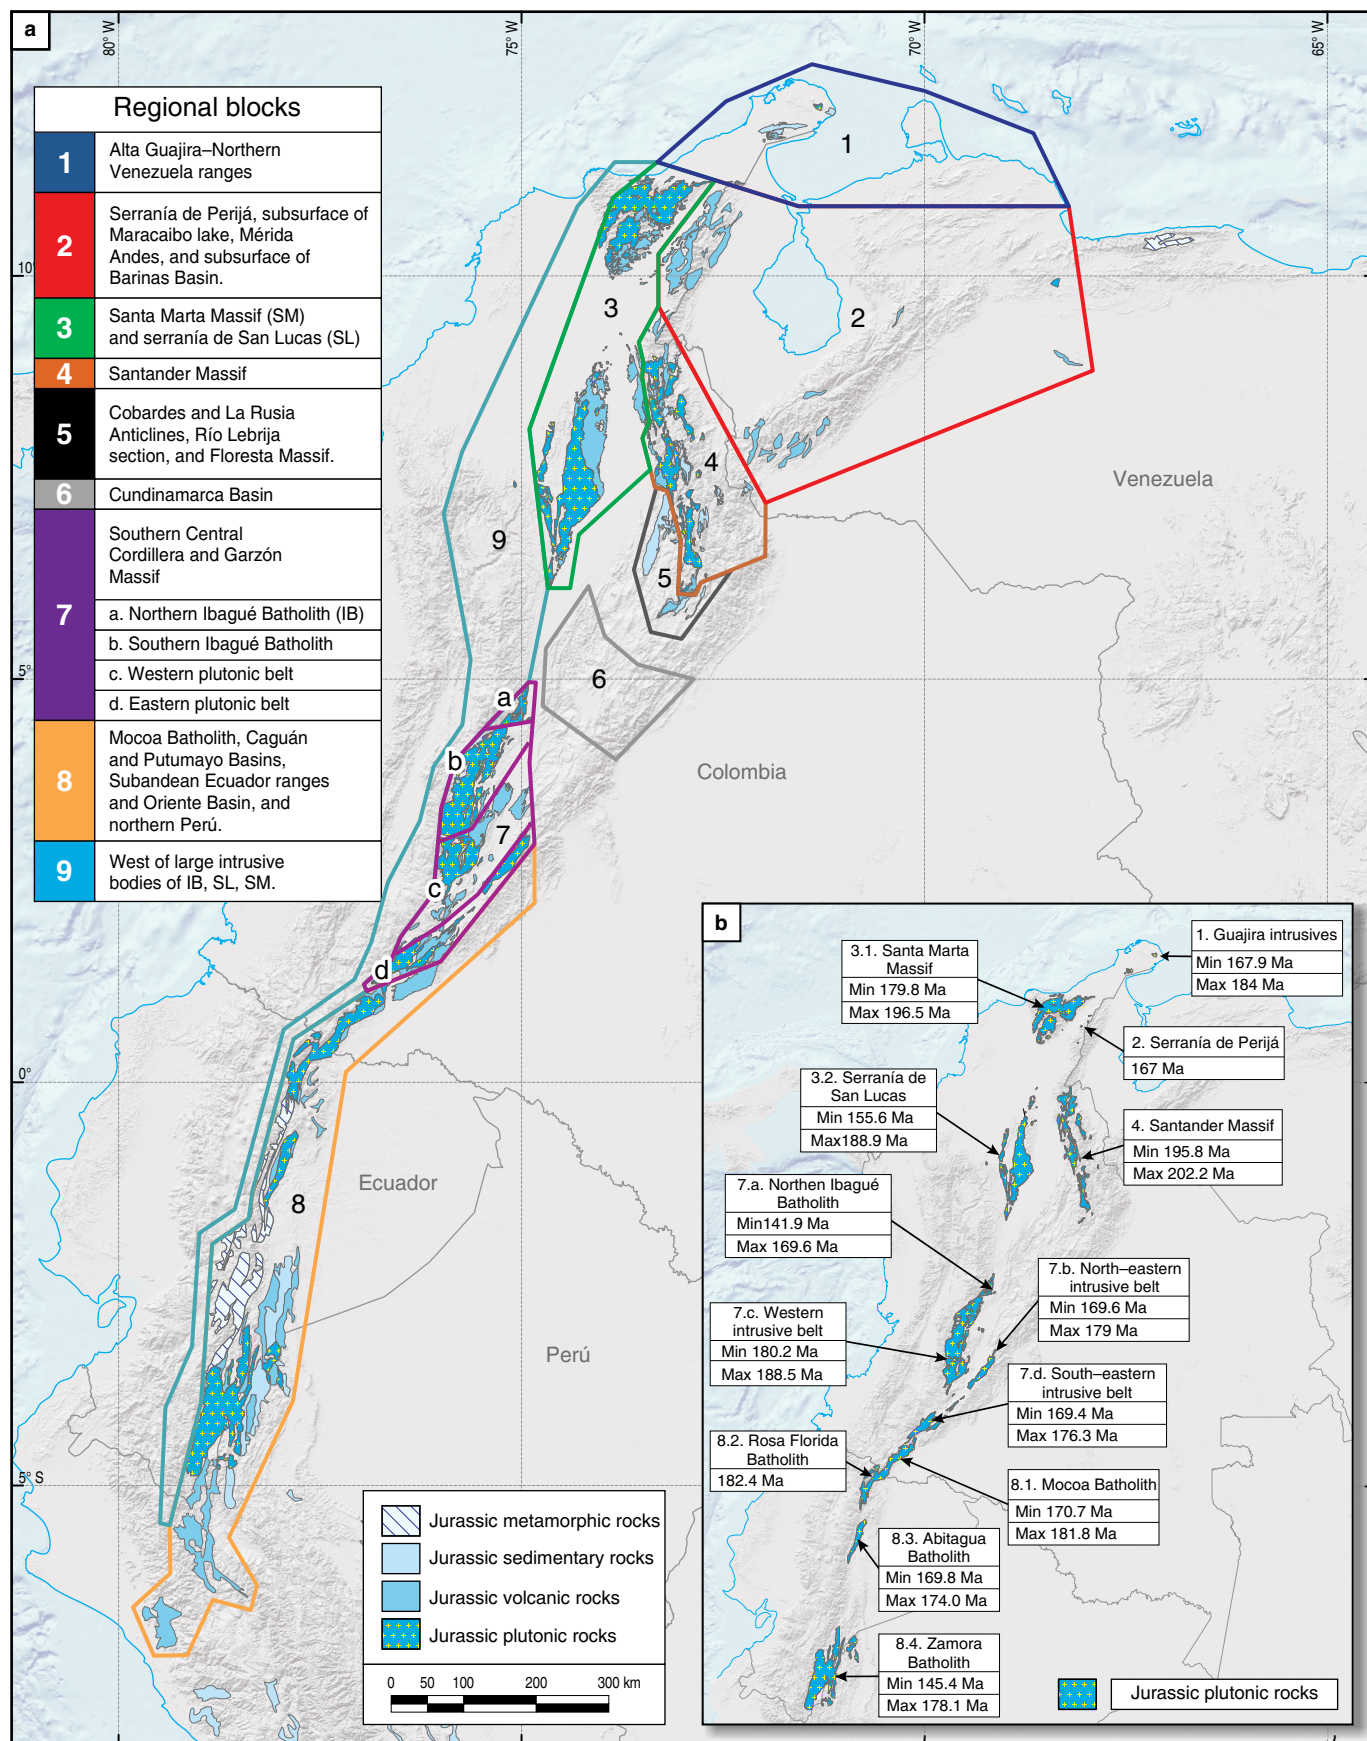 a
80° W
75° W
70° W
65° W
10°
5°
0°
5° S
Regional blocks
1
Alta Guajira–Northern
Venezuela ranges
2
Serranía de Perijá, subsurface of
Maracaibo lake, Mérida
Andes, and subsurface of
Barinas Basin.
3
Santa Marta Massif (SM)
and serranía de San Lucas (SL)
4
Santander Massif
5
Cobardes and La Rusia
Anticlines, Río Lebrija
section, and Floresta Massif.
6
Cundinamarca Basin
7
Southern Central
Cordillera and Garzón
Massif
a. Northern Ibagué Batholith (IB)
b. Southern Ibagué Batholith
c. Western plutonic belt
d. Eastern plutonic belt
8
Mocoa Batholith, Caguán
and Putumayo Basins,
Subandean Ecuador ranges
and Oriente Basin, and
northern Perú.
9
West of large intrusive
bodies of IB, SL, SM.
1
2
3
4
5
6
7
8
9
a
b
c
d
Venezuela
Colombia
Ecuador
Perú
Jurassic metamorphic rocks
Jurassic sedimentary rocks
Jurassic volcanic rocks
Jurassic plutonic rocks
0 50 100 200 300 km
b
1. Guajira intrusives
Min 167.9 Ma
Max 184 Ma
3.1. Santa Marta
Massif
Min 179.8 Ma
Max 196.5 Ma
2. Serranía de Perijá
167 Ma
3.2. Serranía de
San Lucas
Min 155.6 Ma
Max188.9 Ma
4. Santander Massif
Min 195.8 Ma
Max 202.2 Ma
7.a. Northen Ibagué
Batholith
Min141.9 Ma
Max 169.6 Ma
7.b. North–eastern
intrusive belt
Min 169.6 Ma
Max 179 Ma
7.c. Western
intrusive belt
Min 180.2 Ma
Max 188.5 Ma
7.d. South–eastern
intrusive belt
Min 169.4 Ma
Max 176.3 Ma
8.2. Rosa Florida
Batholith
182.4 Ma
8.1. Mocoa Batholith
Min 170.7 Ma
Max 181.8 Ma
8.3. Abitagua
Batholith
Min 169.8 Ma
Max 174.0 Ma
8.4. Zamora
Batholith
Min 145.4 Ma
Max 178.1 Ma
Jurassic plutonic rocks